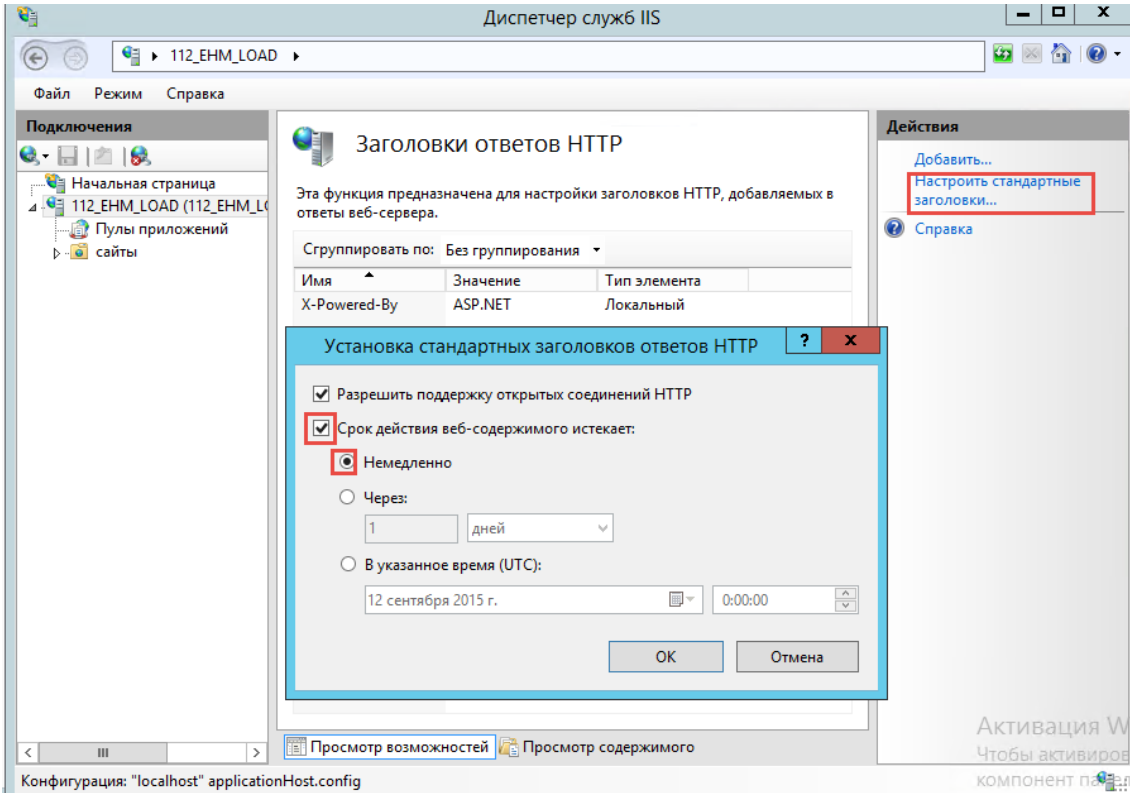 Диспетчер служб IIS
112_EHM_LOAD
Файл Режим Справка
Подключения
Начальная страница
112_EHM_LOAD (112_EHM_LO
Пулы приложений
сайты
Заголовки ответов HTTP
Эта функция предназначена для настройки заголовков HTTP, добавляемых в
ответы веб-сервера.
Сгруппировать по: Без группирования
Имя Значение Тип элемента
X-Powered-By ASP.NET Локальный
Действия
Добавить...
Настроить стандартные
заголовки...
Справка
Установка стандартных заголовков ответов HTTP
Разрешить поддержку открытых соединений HTTP
Срок действия веб-содержимого истекает:
Немедленно
Через:
1 дней
В указанное время (UTC):
12 сентября 2015 г. 0:00:00
ОК Отмена
Просмотр возможностей Просмотр содержимого
Активация W
Чтобы активиров
компонент
Конфигурация: "localhost" applicationHost.config